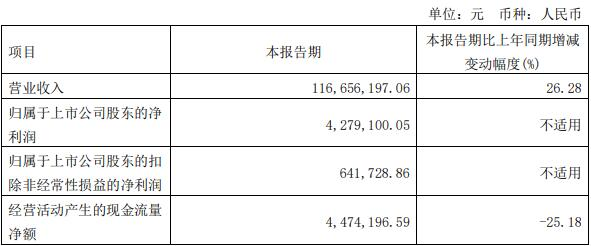 单位：元 币种：人民币
项目 本报告期 本报告期比上年同期增减
变动幅度(%)
营业收入 116,656,197.06 26.28
归属于上市公司股东的净
利润 4,279,100.05 不适用
归属于上市公司股东的扣
除非经常性损益的净利润 641,728.86 不适用
经营活动产生的现金流量
净额 4,474,196.59 -25.18